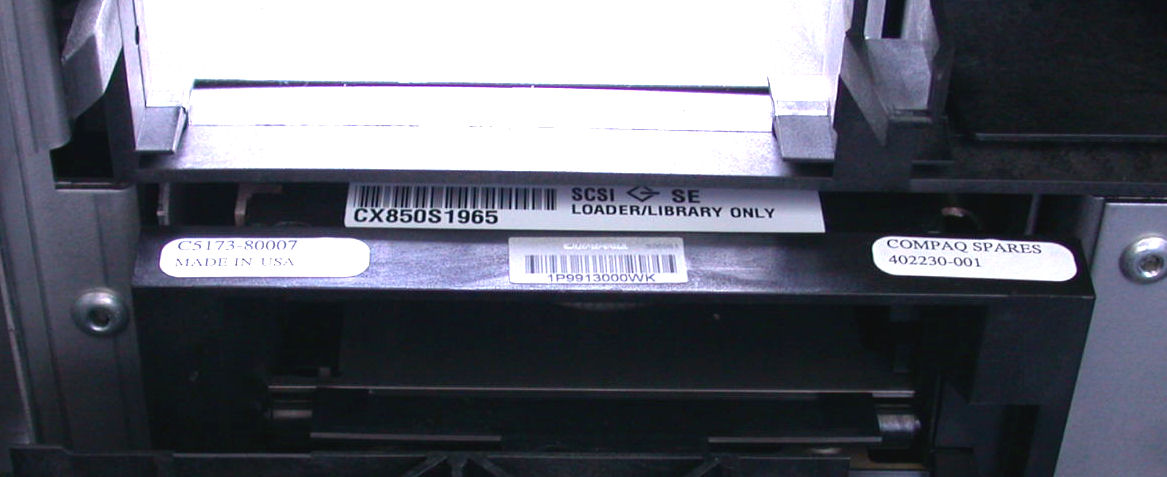 SCSI SE
CX850S1965
LOADER/LIBRARY ONLY
C5173-80007
MADE IN USA
1P9913000WK
COMPAQ SPARES
402230-001